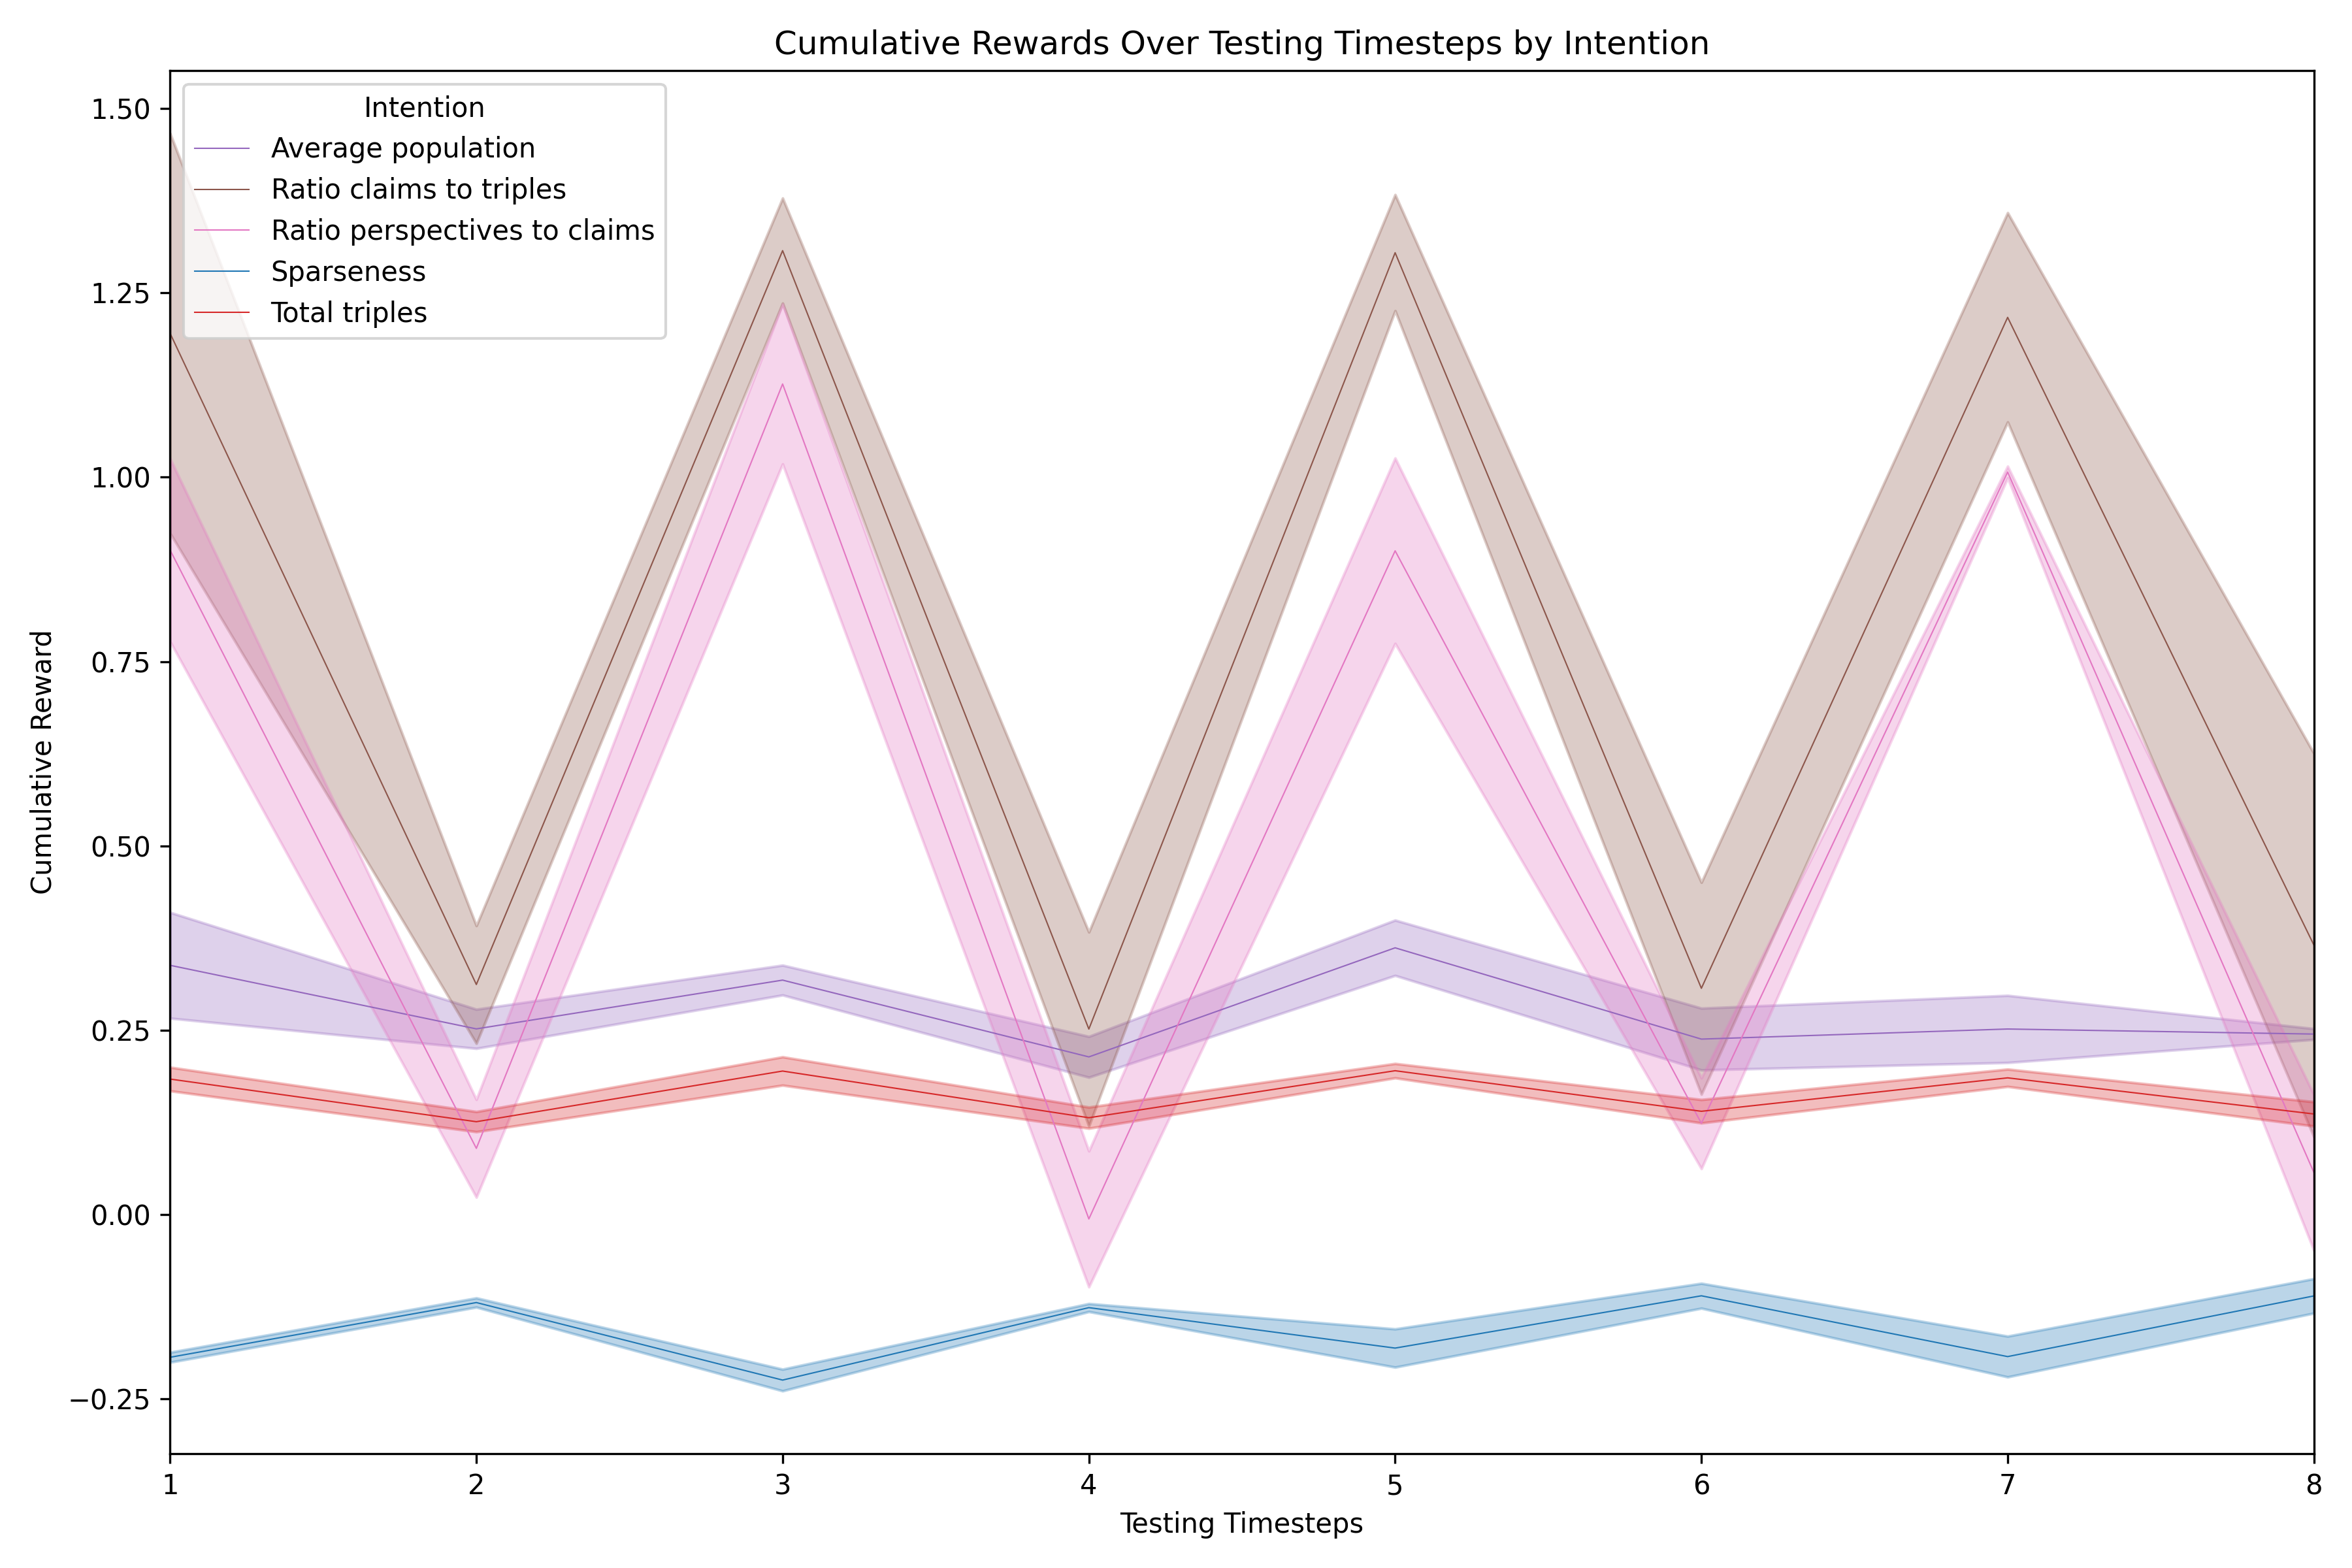 Cumulative Rewards Over Testing Timesteps by Intention
Intention
Average population
Ratio claims to triples
Ratio perspectives to claims
Sparseness
Total triples
1.50
1.25
1.00
0.75
0.50
0.25
0.00
−0.25
Cumulative Reward
1 2 3 4 5 6 7 8
Testing Timesteps